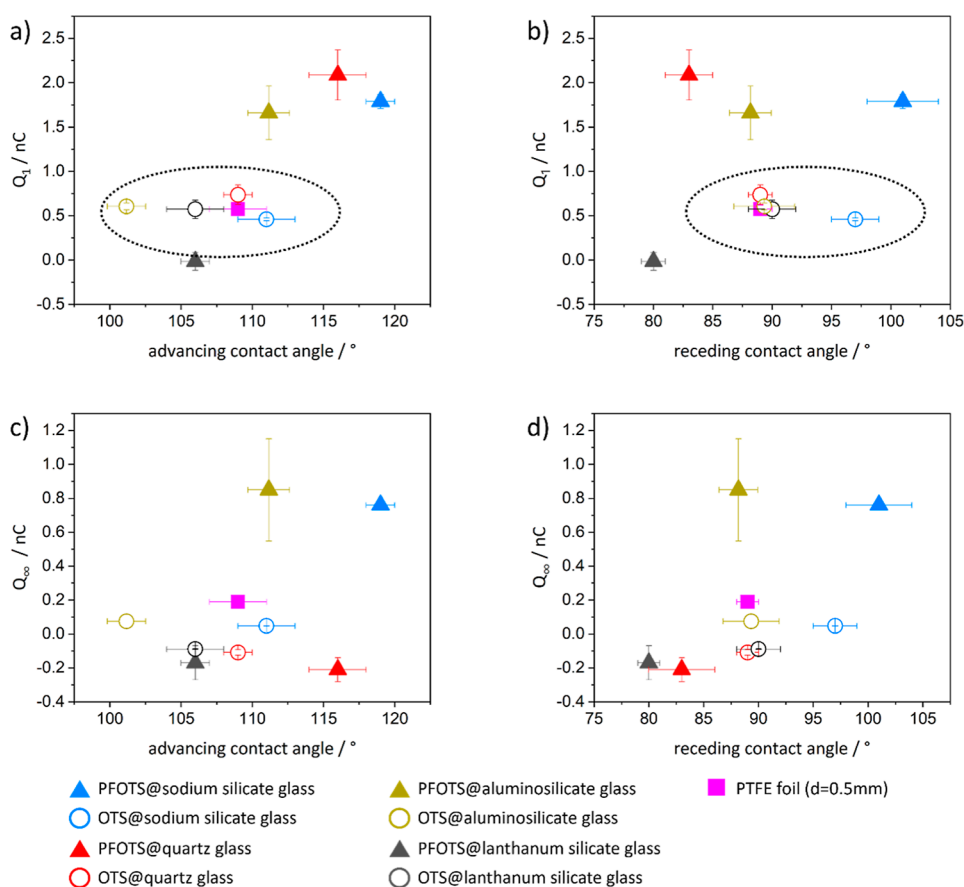 a)
Q₁ / nC
2.5
2.0
1.5
1.0
0.5
0.0
-0.5
100 105 110 115 120
advancing contact angle / °
b)
Q₁ / nC
2.5
2.0
1.5
1.0
0.5
0.0
-0.5
75 80 85 90 95 100 105
receding contact angle / °
c)
Q∞ / nC
1.2
1.0
0.8
0.6
0.4
0.2
0.0
-0.2
-0.4
100 105 110 115 120
advancing contact angle / °
d)
Q∞ / nC
1.2
1.0
0.8
0.6
0.4
0.2
0.0
-0.2
-0.4
75 80 85 90 95 100 105
receding contact angle / °
PFOTS@sodium silicate glass
OTS@sodium silicate glass
PFOTS@quartz glass
OTS@quartz glass
PFOTS@aluminosilicate glass
OTS@aluminosilicate glass
PFOTS@lanthanum silicate glass
OTS@lanthanum silicate glass
PTFE foil (d=0.5mm)